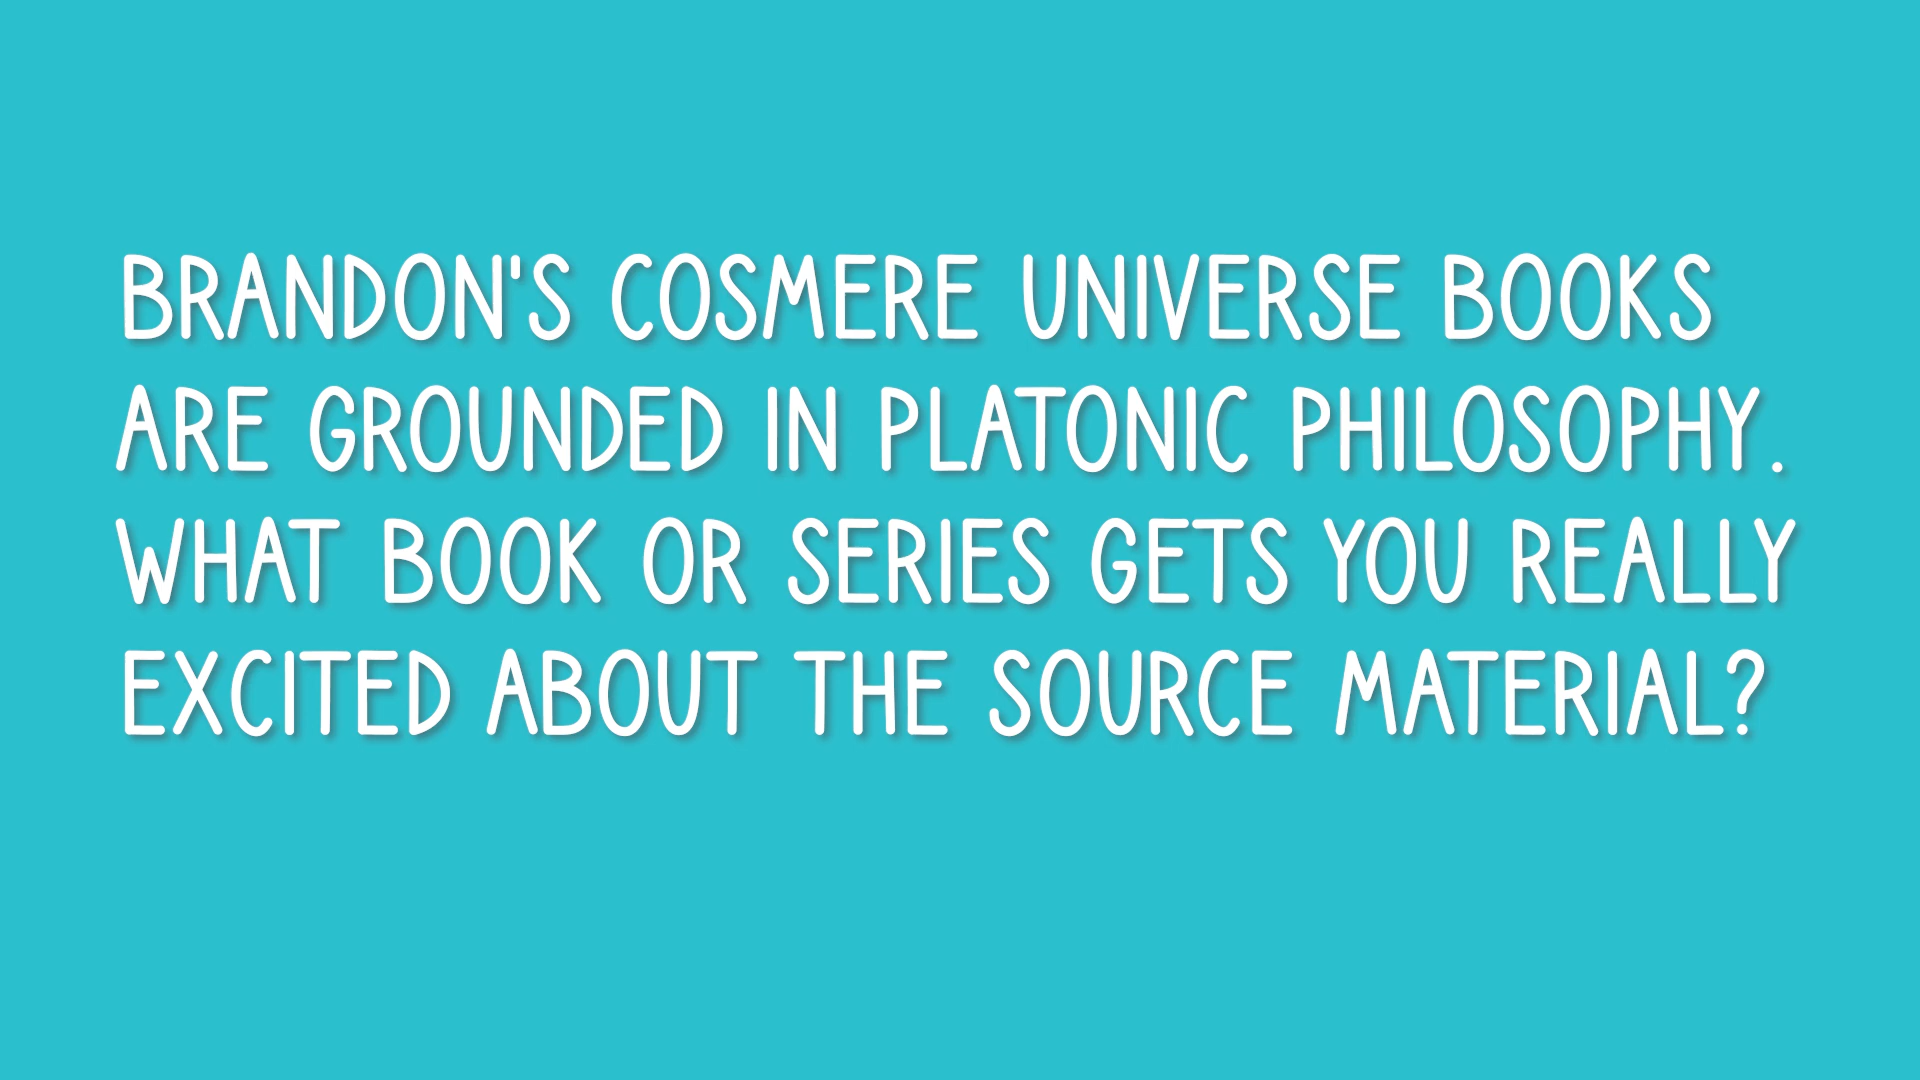 BRANDON'S COSMERE UNIVERSE BOOKS
ARE GROUNDED IN PLATONIC PHILOSOPHY.
WHAT BOOK OR SERIES GETS YOU REALLY
EXCITED ABOUT THE SOURCE MATERIAL?